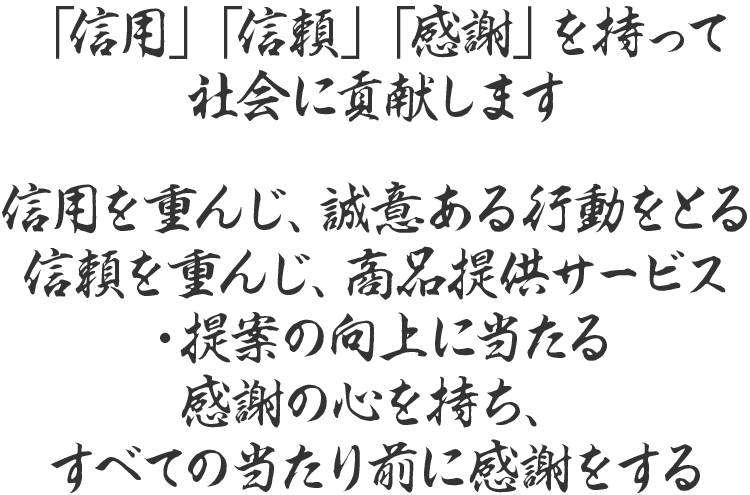 「信用」「信頼」「感謝」を持って
社会に貢献します
信用を重んじ、誠意ある行動をとる
信頼を重んじ、商品提供サービス
・提案の向上に当たる
感謝の心を持ち、
すべての当たり前に感謝をする